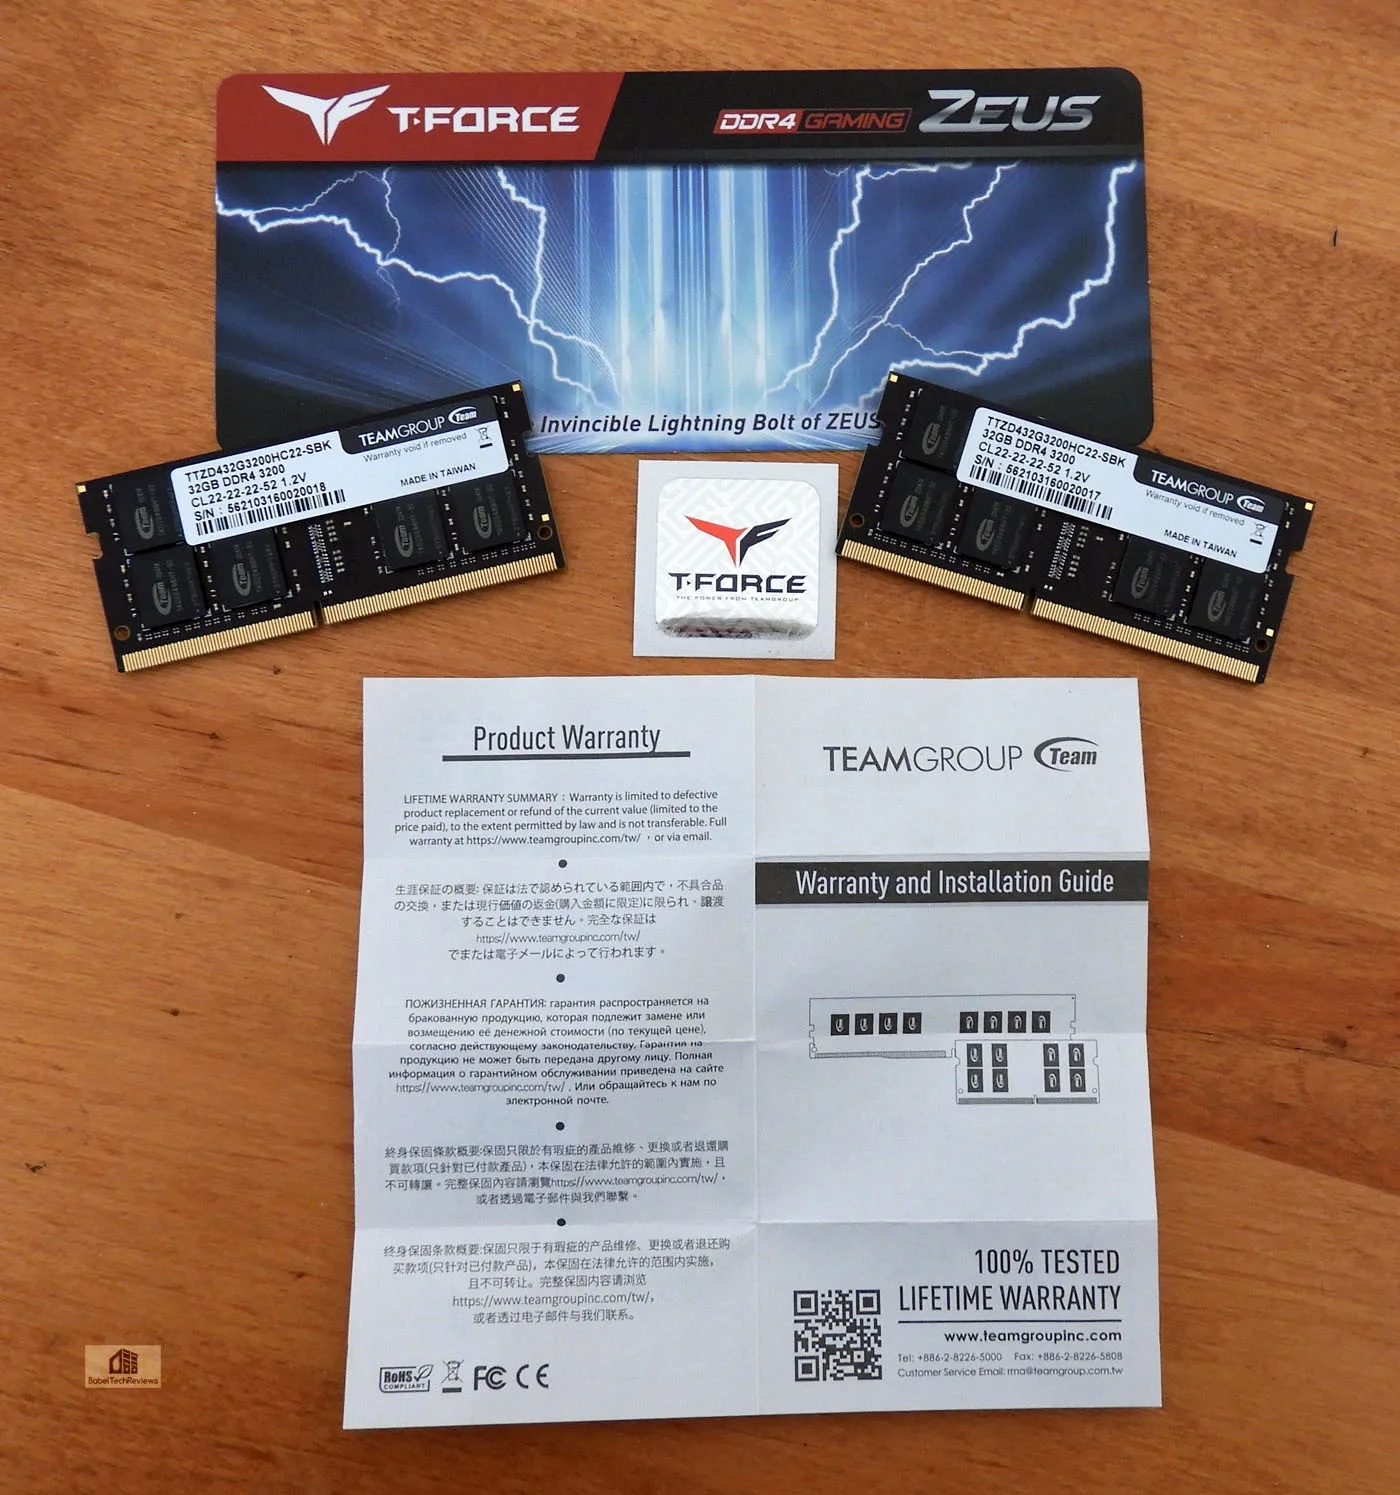 T-FORCE
DDR4 GAMING ZEUS
Invincible Lightning Bolt of ZEUS
TEAMGROUP Team
Warranty void if removed
TTZD432G3200HC22-SBK
32GB DDR4 3200
CL22-22-22-52 1.2V
S/N : 562103160020018
MADE IN TAIWAN
TTZD432G3200HC22-SBK
32GB DDR4 3200
CL22-22-22-52 1.2V
S/N : 562103160020017
TEAMGROUP Team
Warranty void if removed
MADE IN TAIWAN
T-FORCE
THE POWER FROM TEAMGROUP
Product Warranty
LIFETIME WARRANTY SUMMARY : Warranty is limited to defective
product replacement or refund of the current value (limited to the
price paid), to the extent permitted by law and is not transferable. Full
warranty at https://www.teamgroupinc.com/tw/ , or via email.
生涯保証の概要: 保証は法で認められている範囲内で，不具合品
の交換，または現行価値の返金(購入金額に限定)に限られ、譲渡
することはできません。完全な保証は
https://www.teamgroupinc.com/tw/
でまたは電子メールによって行われます。
ПОЖИЗНЕННАЯ ГАРАНТИЯ: гарантия распространяется на
бракованную продукцию, которая подлежит замене или
возмещению её денежной стоимости (по текущей цене),
согласно действующему законодательству. Гарантия на
продукцию не может быть передана другому лицу. Полная
информация о гарантийном обслуживании приведена на сайте
https://www.teamgroupinc.com/tw/ . Или обращайтесь к нам по
электронной почте.
終身保固條款概要:保固只限於有瑕疵的產品維修、更換或者退還購
買款項(只針對已付款產品)，本保固在法律允許的範圍內實施，且
不可轉讓。完整保固內容請瀏覽https://www.teamgroupinc.com/tw/，
或者透過電子郵件與我們聯繫。
终身保固条款概要:保固只限于有瑕疵的产品维修、更换或者退还购
买款项(只针对已付款产品)，本保固在法律允许的范围内实施，
且不可转让。完整保固内容请浏览
https://www.teamgroupinc.com/tw/，
或者透过电子邮件与我们联系。
RoHS
COMPLIANT
FC CE
TEAMGROUP Team
Warranty and Installation Guide
100% TESTED
LIFETIME WARRANTY
www.teamgroupinc.com
Tel: +886-2-8226-5000 Fax: +886-2-8226-5808
Customer Service Email: rma@teamgroup.com.tw
BabelTechReviews